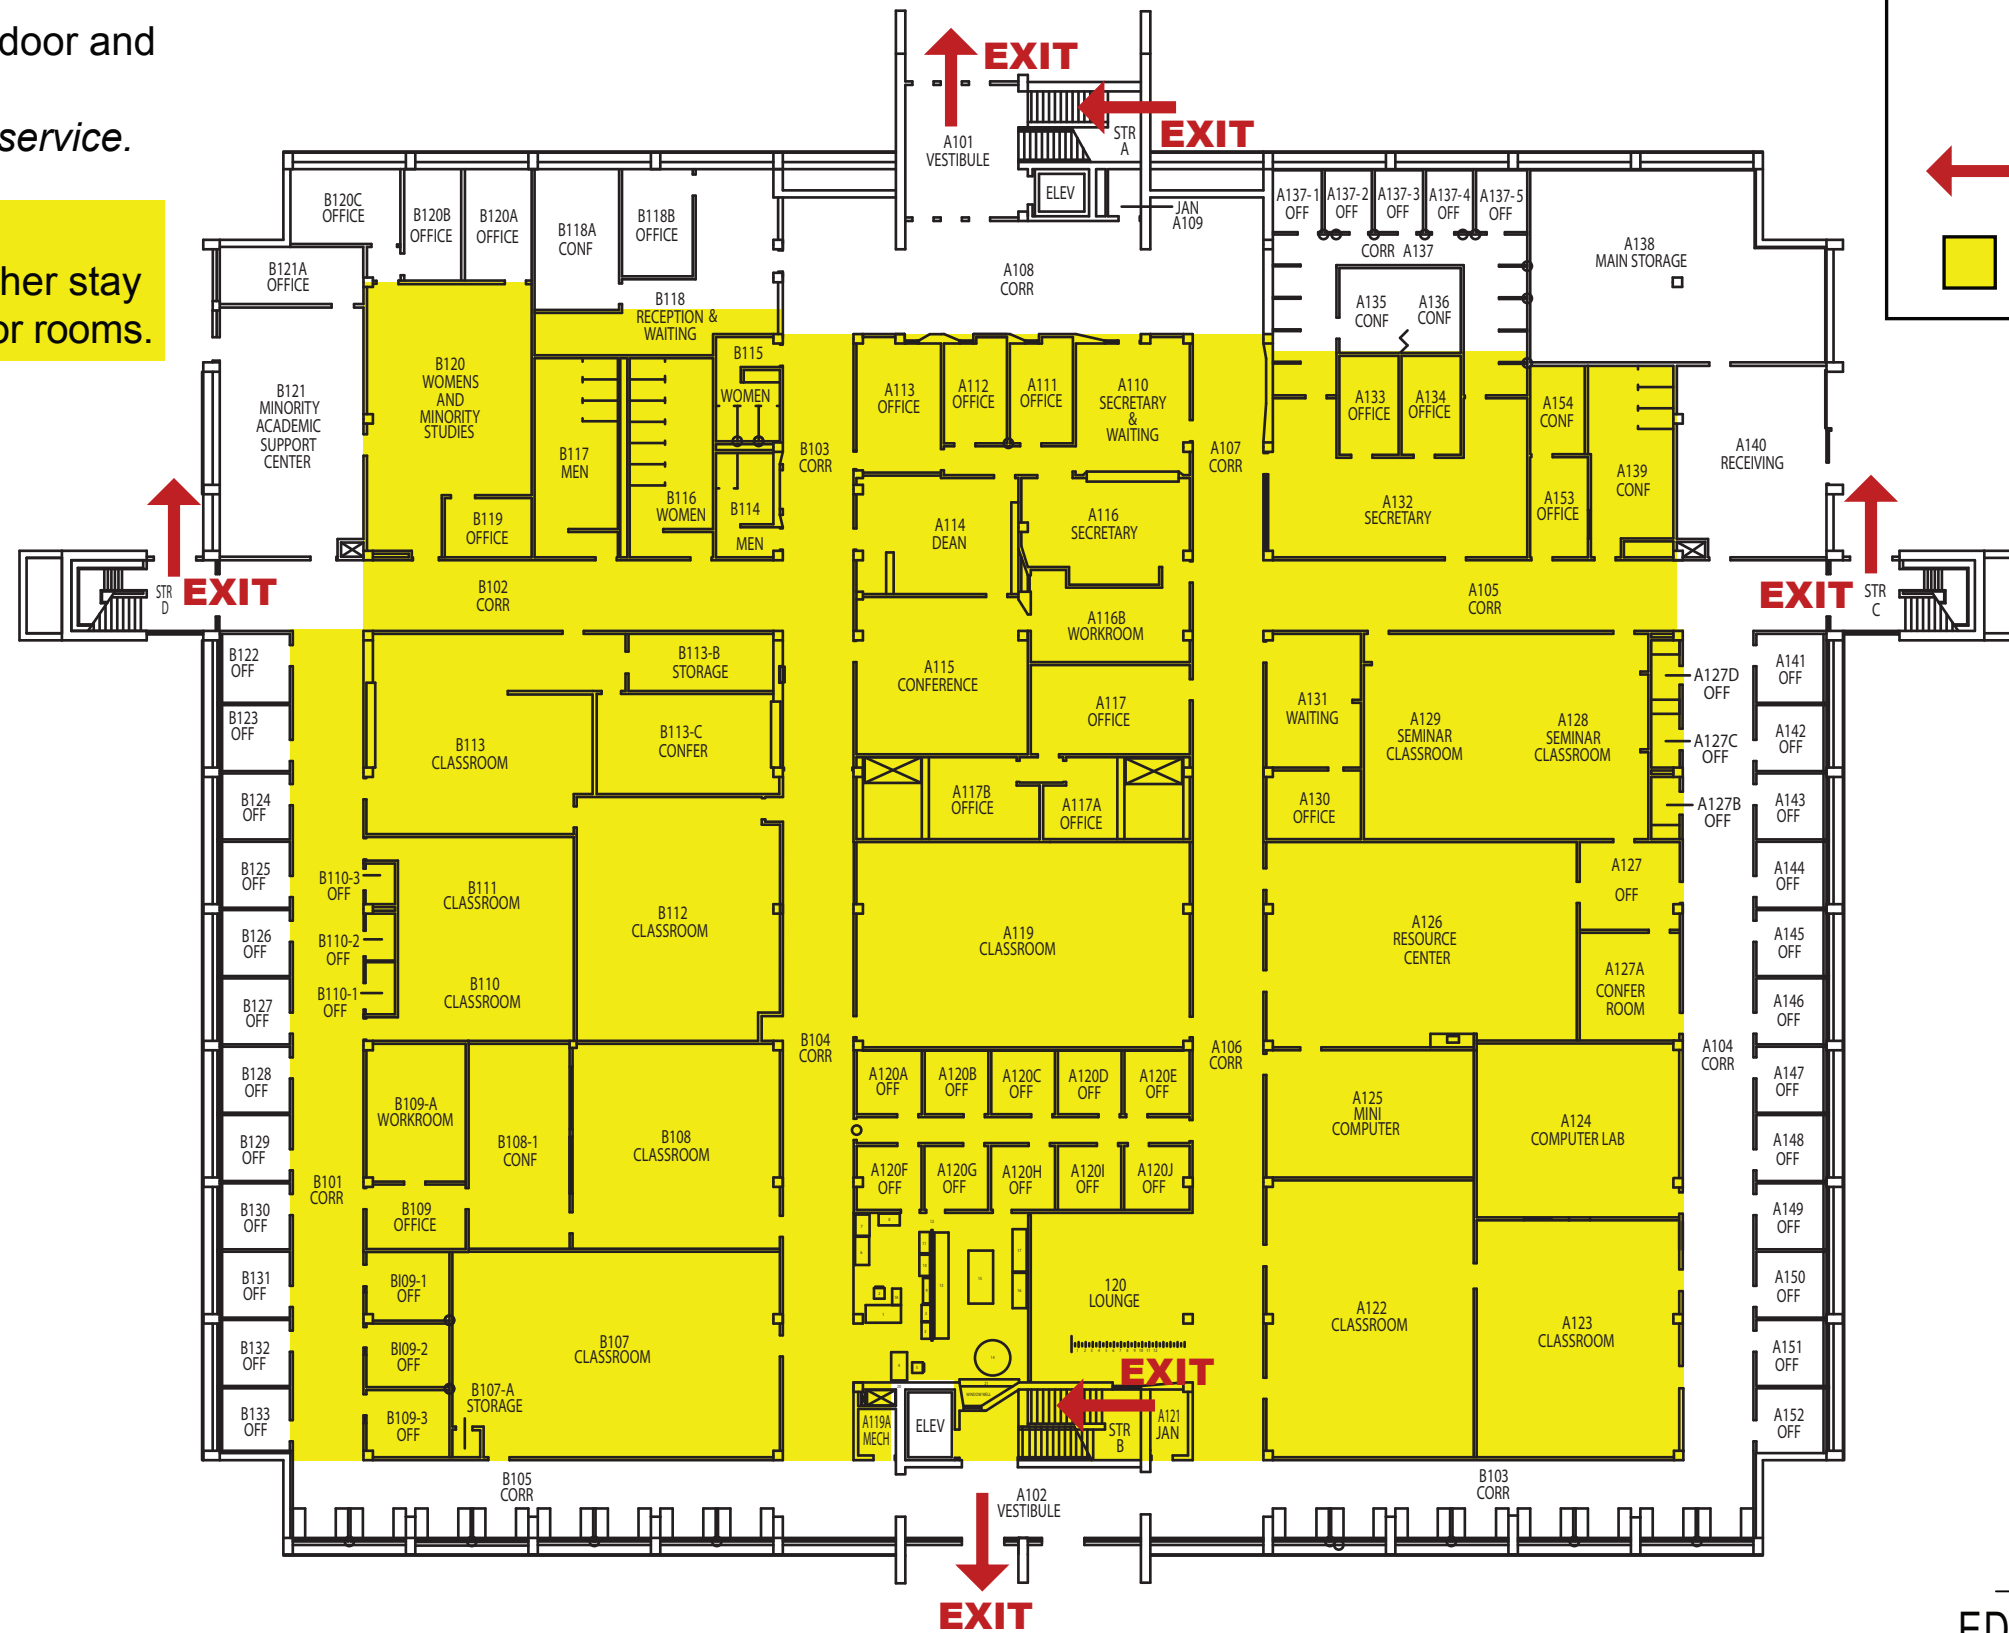 door and
service.
her stay
or rooms.
EXIT
EXIT
A101
VESTIBULE
STR
A
ELEV
JAN
A109
A108
CORR
B120C
OFFICE
B120B
OFFICE
B120A
OFFICE
B118A
CONF
B118B
OFFICE
B121A
OFFICE
B118
RECEPTION &
WAITING
A137-1
OFF
A137-2
OFF
A137-3
OFF
A137-4
OFF
A137-5
OFF
CORR A137
A138
MAIN STORAGE
A135
CONF
A136
CONF
B121
MINORITY
ACADEMIC
SUPPORT
CENTER
B120
WOMENS
AND
MINORITY
STUDIES
B119
OFFICE
B117
MEN
B116
WOMEN
B115
WOMEN
B114
MEN
B103
CORR
A113
OFFICE
A112
OFFICE
A111
OFFICE
A110
SECRETARY
&
WAITING
A107
CORR
A133
OFFICE
A134
OFFICE
A154
CONF
A139
CONF
A153
OFFICE
A140
RECEIVING
A132
SECRETARY
A114
DEAN
A116
SECRETARY
STR
D
EXIT
B102
CORR
A116B
WORKROOM
A105
CORR
EXIT
STR
C
B122
OFF
B123
OFF
B124
OFF
B125
OFF
B126
OFF
B127
OFF
B128
OFF
B129
OFF
B130
OFF
B131
OFF
B132
OFF
B133
OFF
B101
CORR
B113-B
STORAGE
B113
CLASSROOM
B113-C
CONFER
B110-3
OFF
B110-2
OFF
B110-1
OFF
B111
CLASSROOM
B110
CLASSROOM
B112
CLASSROOM
B109-A
WORKROOM
B108-1
CONF
B108
CLASSROOM
B109
OFFICE
BI09-1
OFF
BI09-2
OFF
B109-3
OFF
B107-A
STORAGE
B107
CLASSROOM
B104
CORR
A115
CONFERENCE
A117
OFFICE
A117B
OFFICE
A117A
OFFICE
A119
CLASSROOM
A120A
OFF
A120B
OFF
A120C
OFF
A120D
OFF
A120E
OFF
A120F
OFF
A120G
OFF
A120H
OFF
A120I
OFF
A120J
OFF
120
LOUNGE
WINDOW WELL
A119A
MECH
ELEV
EXIT
STR
B
A121
JAN
A106
CORR
A131
WAITING
A129
SEMINAR
CLASSROOM
A128
SEMINAR
CLASSROOM
A130
OFFICE
A127D
OFF
A127C
OFF
A127B
OFF
A127
OFF
A126
RESOURCE
CENTER
A127A
CONFER
ROOM
A125
MINI
COMPUTER
A124
COMPUTER LAB
A122
CLASSROOM
A123
CLASSROOM
A104
CORR
A141
OFF
A142
OFF
A143
OFF
A144
OFF
A145
OFF
A146
OFF
A147
OFF
A148
OFF
A149
OFF
A150
OFF
A151
OFF
A152
OFF
B105
CORR
A102
VESTIBULE
B103
CORR
EXIT
ED